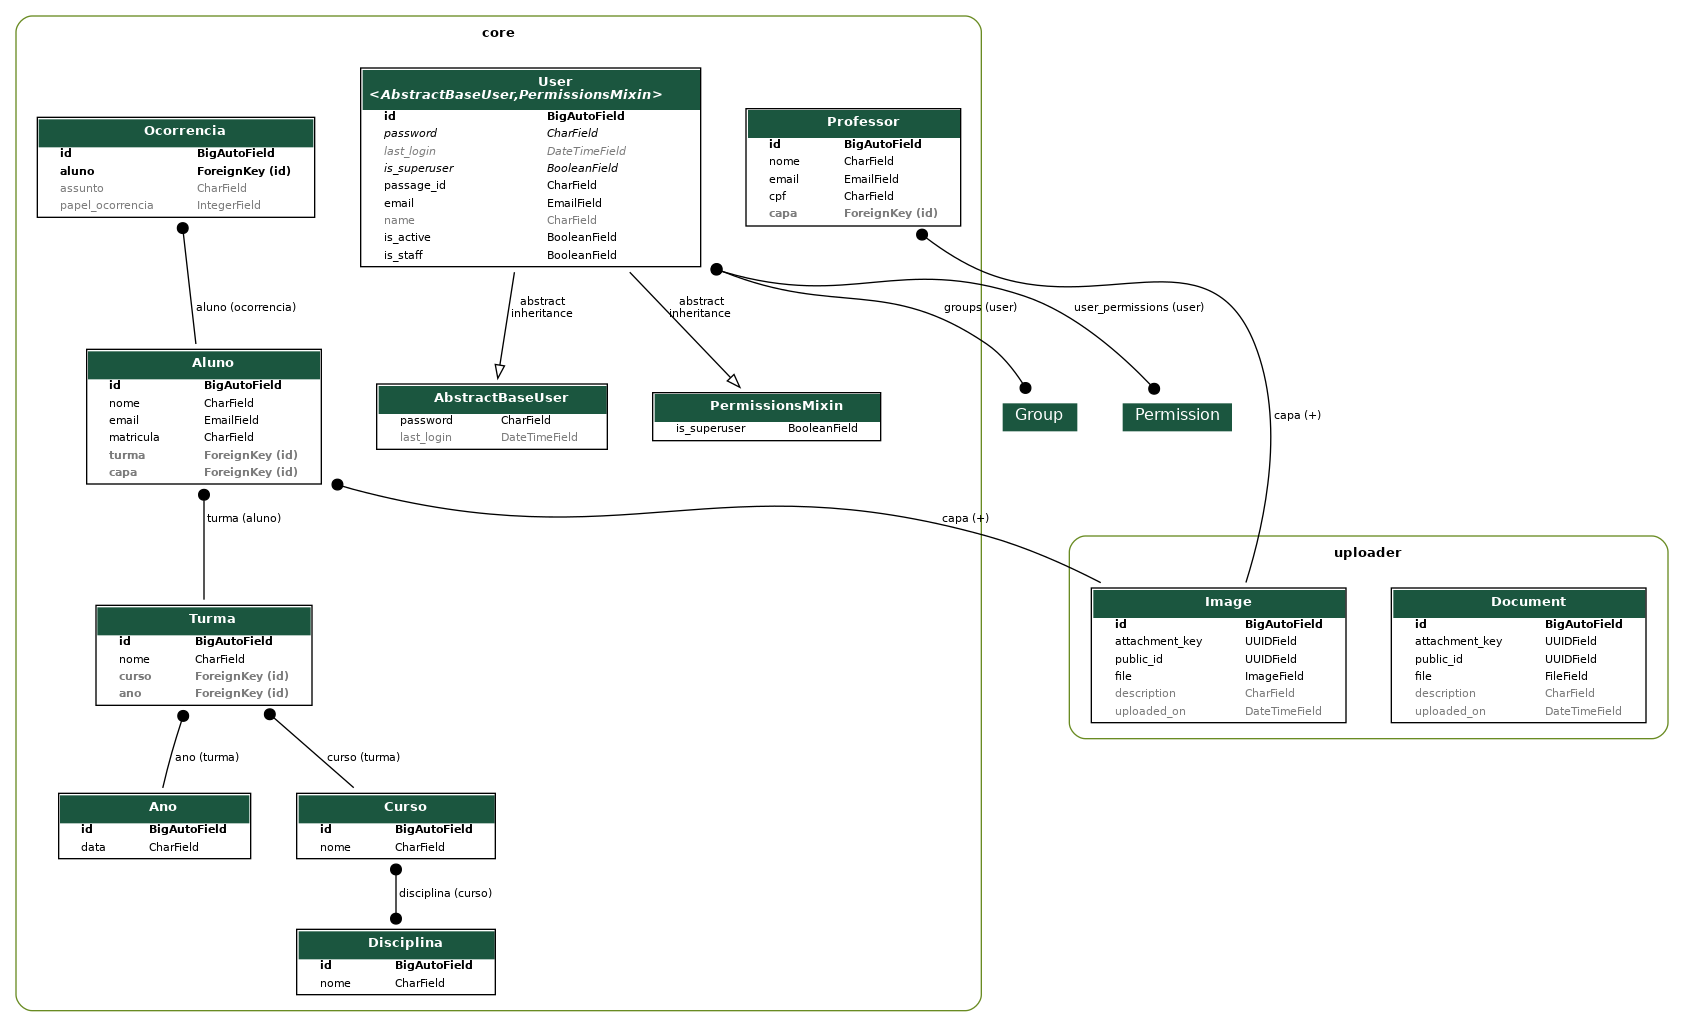 core
User
<AbstractBaseUser,PermissionsMixin>
id BigAutoField
password CharField
last_login DateTimeField
is_superuser BooleanField
passage_id CharField
email EmailField
name CharField
is_active BooleanField
is_staff BooleanField
Ocorrencia
id BigAutoField
aluno ForeignKey (id)
assunto CharField
papel_ocorrencia IntegerField
Professor
id BigAutoField
nome CharField
email EmailField
cpf CharField
capa ForeignKey (id)
aluno (ocorrencia)
abstract
inheritance
abstract
inheritance
groups (user)
user_permissions (user)
Aluno
id BigAutoField
nome CharField
email EmailField
matricula CharField
turma ForeignKey (id)
capa ForeignKey (id)
AbstractBaseUser
password CharField
last_login DateTimeField
PermissionsMixin
is_superuser BooleanField
Group
Permission
capa (+)
turma (aluno)
capa (+)
uploader
Turma
id BigAutoField
nome CharField
curso ForeignKey (id)
ano ForeignKey (id)
Image
id BigAutoField
attachment_key UUIDField
public_id UUIDField
file ImageField
description CharField
uploaded_on DateTimeField
Document
id BigAutoField
attachment_key UUIDField
public_id UUIDField
file FileField
description CharField
uploaded_on DateTimeField
ano (turma)
curso (turma)
Ano
id BigAutoField
data CharField
Curso
id BigAutoField
nome CharField
disciplina (curso)
Disciplina
id BigAutoField
nome CharField